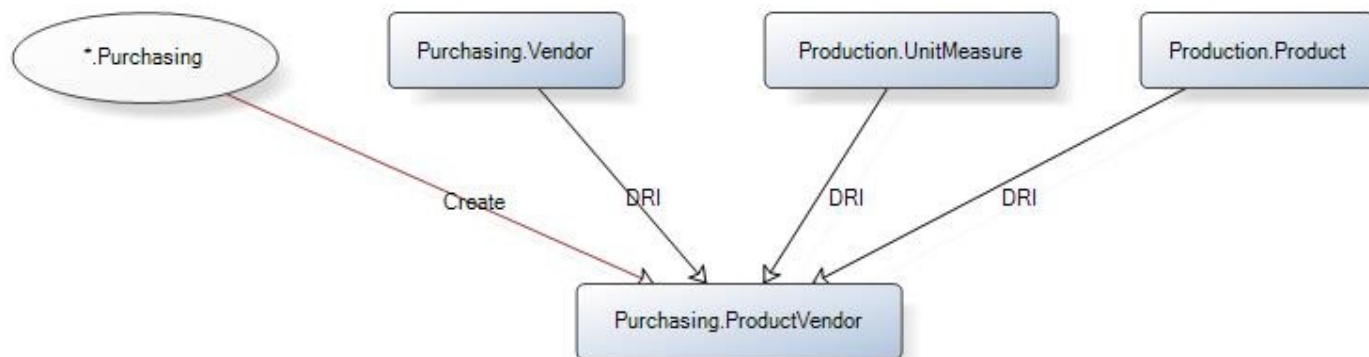 *.Purchasing
Purchasing.Vendor
Production.UnitMeasure
Production.Product
Create
DRI
DRI
DRI
Purchasing.ProductVendor